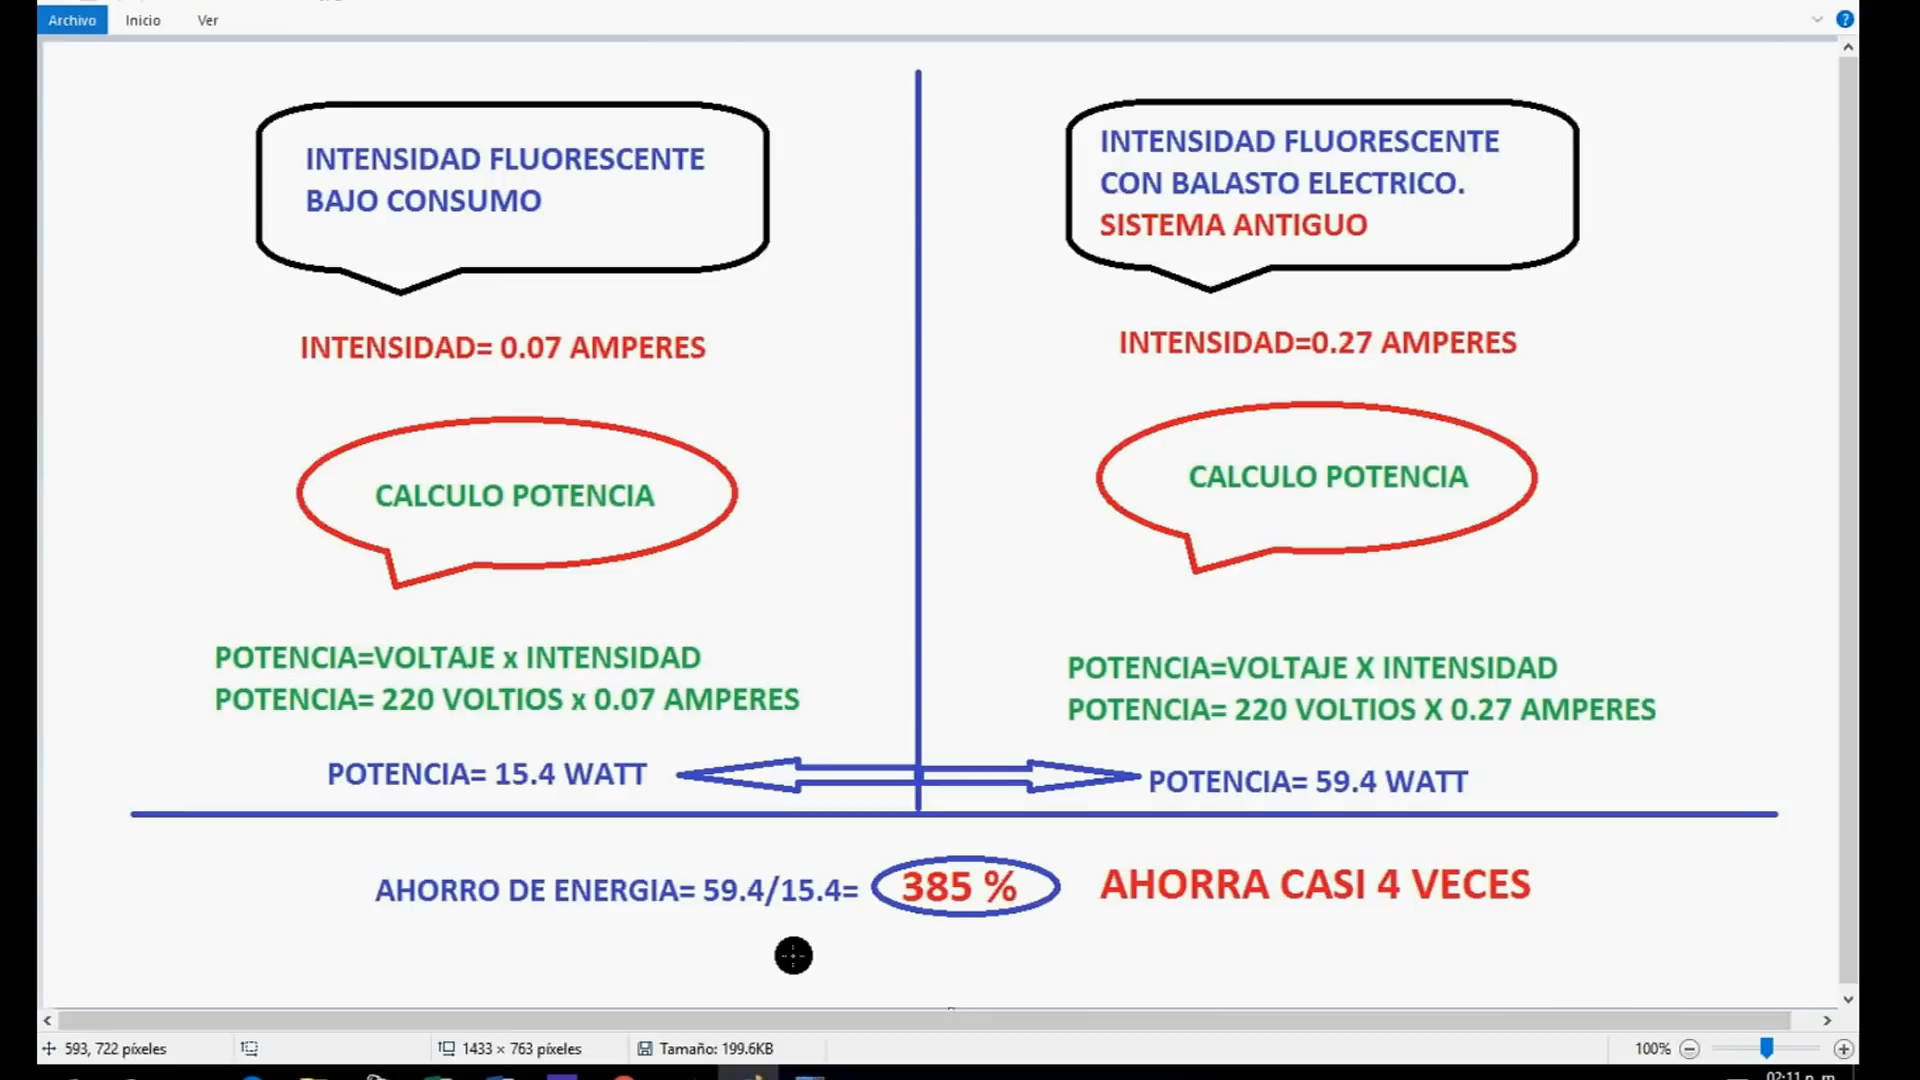 Archivo Inicio Ver
INTENSIDAD FLUORESCENTE
BAJO CONSUMO
INTENSIDAD= 0.07 AMPERES
CALCULO POTENCIA
POTENCIA=VOLTAJE x INTENSIDAD
POTENCIA= 220 VOLTIOS x 0.07 AMPERES
POTENCIA= 15.4 WATT
INTENSIDAD FLUORESCENTE
CON BALASTO ELECTRICO.
SISTEMA ANTIGUO
INTENSIDAD=0.27 AMPERES
CALCULO POTENCIA
POTENCIA=VOLTAJE X INTENSIDAD
POTENCIA= 220 VOLTIOS X 0.27 AMPERES
POTENCIA= 59.4 WATT
AHORRO DE ENERGIA= 59.4/15.4= 385 % AHORRA CASI 4 VECES
593, 722 píxeles 1433 × 763 píxeles Tamaño: 199.6KB 100%
02:11 p. m.